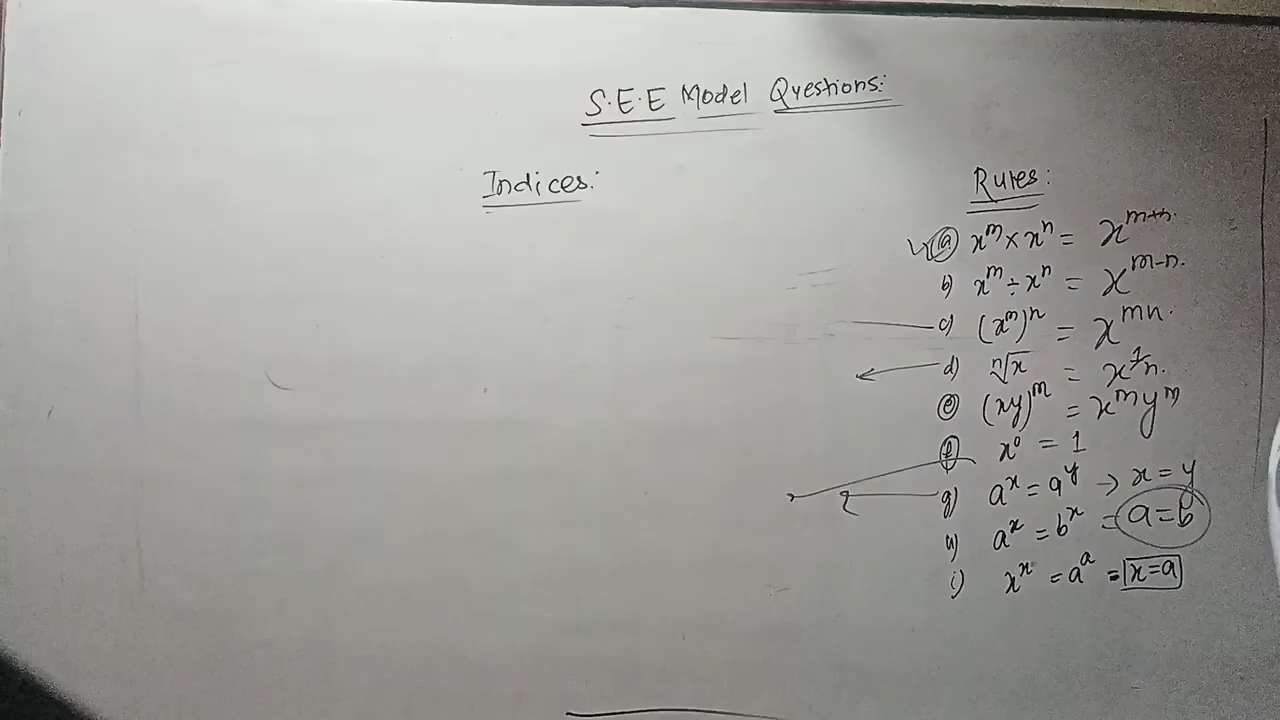 S.E.E Model Questions:
Indices:
Rules:
(a) xᵐ × xⁿ = xᵐ⁺ⁿ.
b) xᵐ ÷ xⁿ = xᵐ⁻ⁿ.
c) (xᵐ)ⁿ = xᵐⁿ.
d) ⁿ√x = x^1/n.
(e) (xy)ᵐ = xᵐyᵐ
(f) x⁰ = 1
g) aˣ = aʸ → x = y
h) aˣ = bˣ = a = b
i) xˣ = aᵃ = x = a